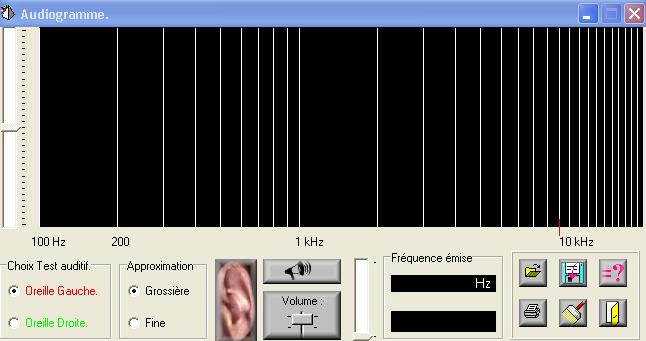 Audiogramme.
100 Hz 200 1 kHz 10 kHz
Choix Test auditif.
Oreille Gauche.
Oreille Droite.
Approximation
Grossière
Fine
Volume :
Fréquence émise
Hz
=?